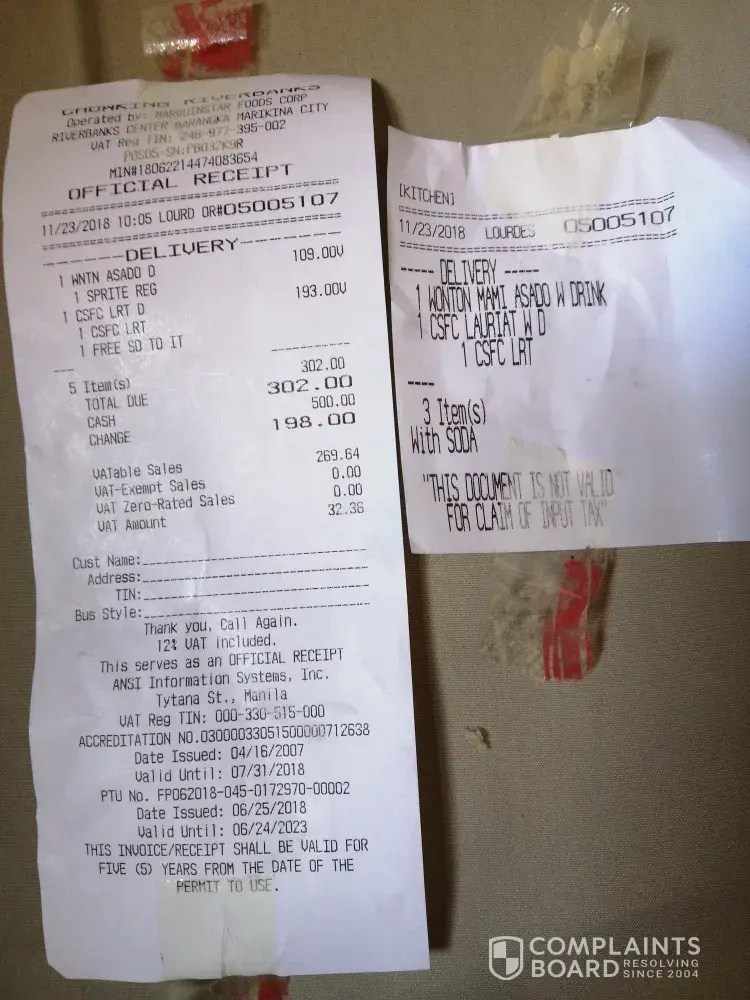 CHOWKING RIVERBANKS
Operated by: MARQUINSTAR FOODS CORP
RIVERBANKS CENTER BARANGKA MARIKINA CITY
VAT Reg TIN: 246-977-395-002
POS05-SN:PB032K9R
MIN#18062214474083654
OFFICIAL RECEIPT
11/23/2018 10:05 LOURD OR#05005107
------DELIVERY------
1 WNTN ASADO D 109.00V
1 SPRITE REG
1 CSFC LRT D 193.00V
1 CSFC LRT
1 FREE SD TO IT
---
5 Item(s) 302.00
TOTAL DUE 302.00
CASH 500.00
CHANGE 198.00
VATable Sales 269.64
VAT-Exempt Sales 0.00
VAT Zero-Rated Sales 0.00
VAT Amount 32.36
Cust Name:
Address:
TIN:
Bus Style:
Thank you, Call Again.
12% VAT included.
This serves as an OFFICIAL RECEIPT
ANSI Information Systems, Inc.
Tytana St., Manila
VAT Reg TIN: 000-330-515-000
ACCREDITATION NO.030000330515000000712638
Date Issued: 04/16/2007
Valid Until: 07/31/2018
PTU No. FP062018-045-0172970-00002
Date Issued: 06/25/2018
Valid Until: 06/24/2023
THIS INVOICE/RECEIPT SHALL BE VALID FOR
FIVE (5) YEARS FROM THE DATE OF THE
PERMIT TO USE.
[KITCHEN]
11/23/2018 LOURDES 05005107
----- DELIVERY -----
1 WONTON MAMI ASADO W DRINK
1 CSFC LAURIAT W D
1 CSFC LRT
----
3 Item(s)
With SODA
"THIS DOCUMENT IS NOT VALID
FOR CLAIM OF INPUT TAX"
COMPLAINTS
BOARD RESOLVING
SINCE 2004